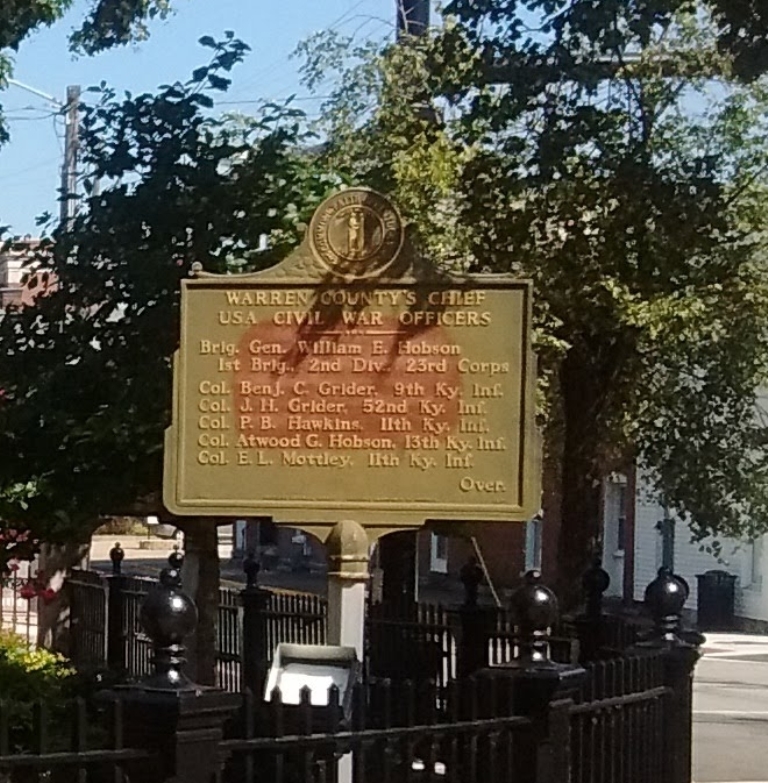 WARREN COUNTY'S CHIEF
USA CIVIL WAR OFFICERS
Brig. Gen. William E. Hobson
1st Brig., 2nd Div. 23rd Corps
Col. Benj. C. Grider, 9th Ky. Inf.
Col. J. H. Grider, 52nd Ky. Inf.
Col. P. B. Hawkins, 11th Ky. Inf.
Col. Atwood G. Hobson, 13th Ky. Inf.
Col. E. L. Mottley, 11th Ky. Inf.
Over.